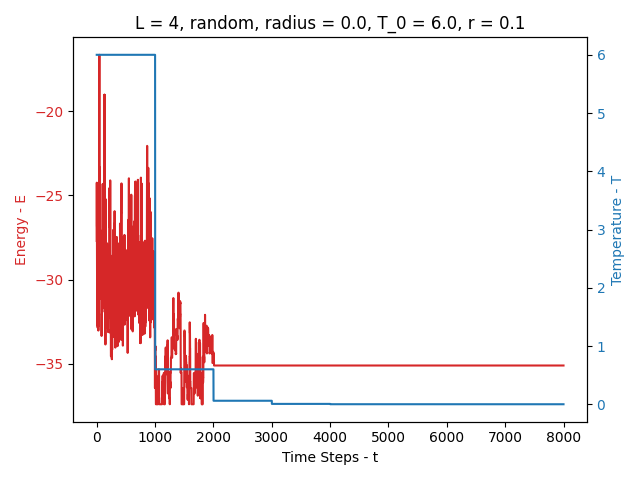 L = 4, random, radius = 0.0, T_0 = 6.0, r = 0.1
Energy - E
−20
−25
−30
−35
6
5
4
3
2
1
0
Temperature - T
0 1000 2000 3000 4000 5000 6000 7000 8000
Time Steps - t